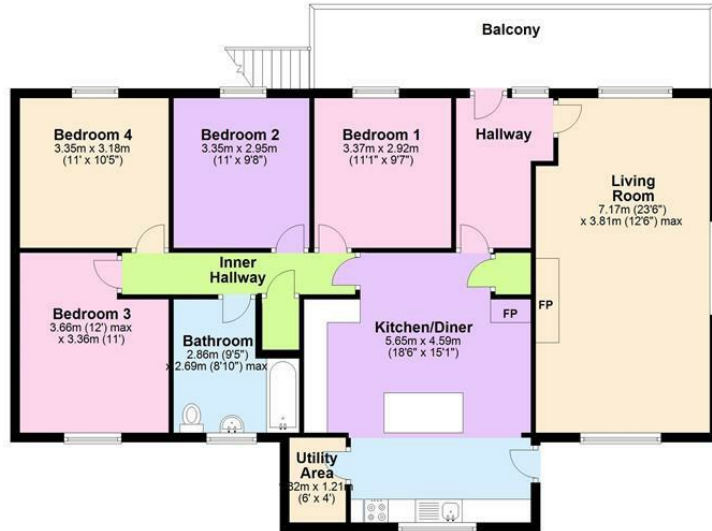 Balcony
Bedroom 4
3.35m x 3.18m
(11' x 10'5")
Bedroom 2
3.35m x 2.95m
(11' x 9'8")
Bedroom 1
3.37m x 2.92m
(11'1" x 9'7")
Hallway
Living
Room
7.17m (23'6")
x 3.81m (12'6") max
Inner
Hallway
Bedroom 3
3.66m (12') max
x 3.36m (11')
Bathroom
2.86m (9'5")
x 2.69m (8'10") max
Kitchen/Diner
5.65m x 4.59m
(18'6" x 15'1")
FP
FP
Utility
Area
x 1.21m
(6' x 4')